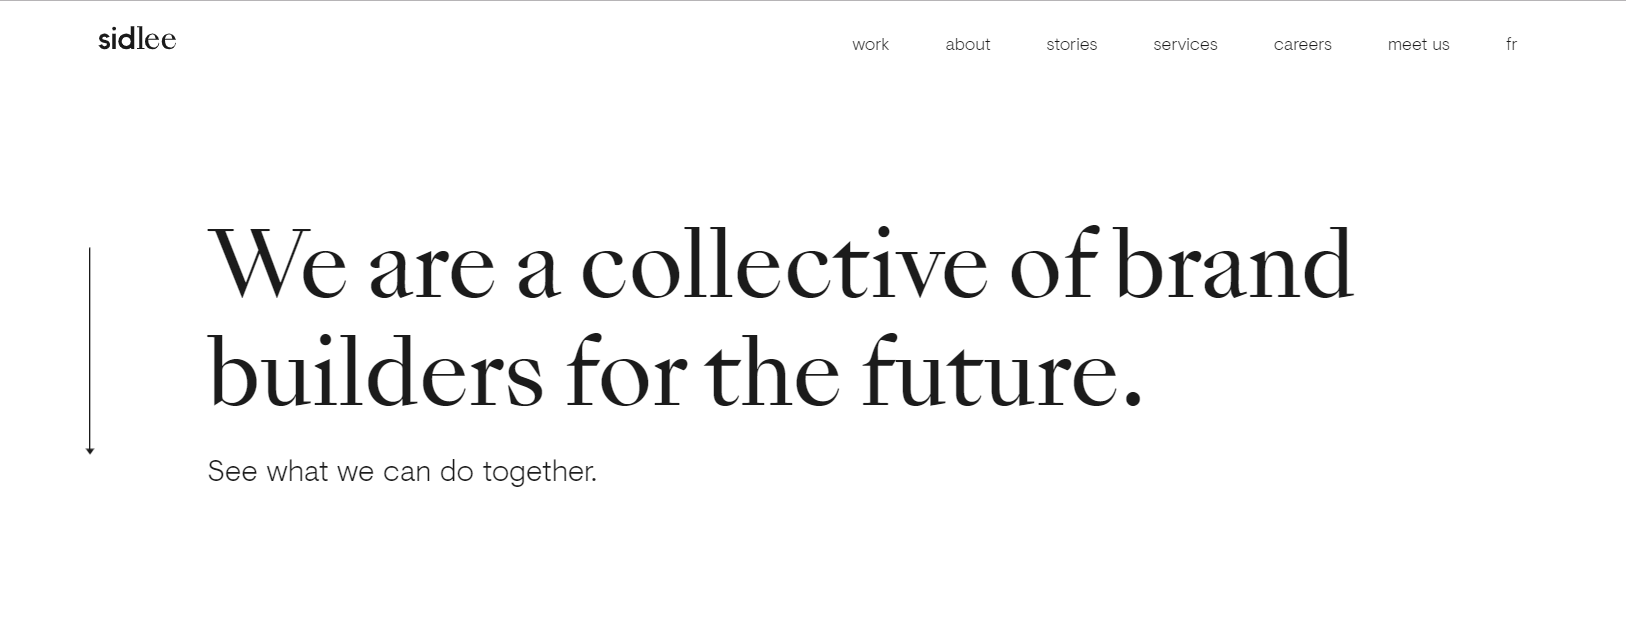 sidlee
work about stories services careers meet us fr
We are a collective of brand
builders for the future.
See what we can do together.